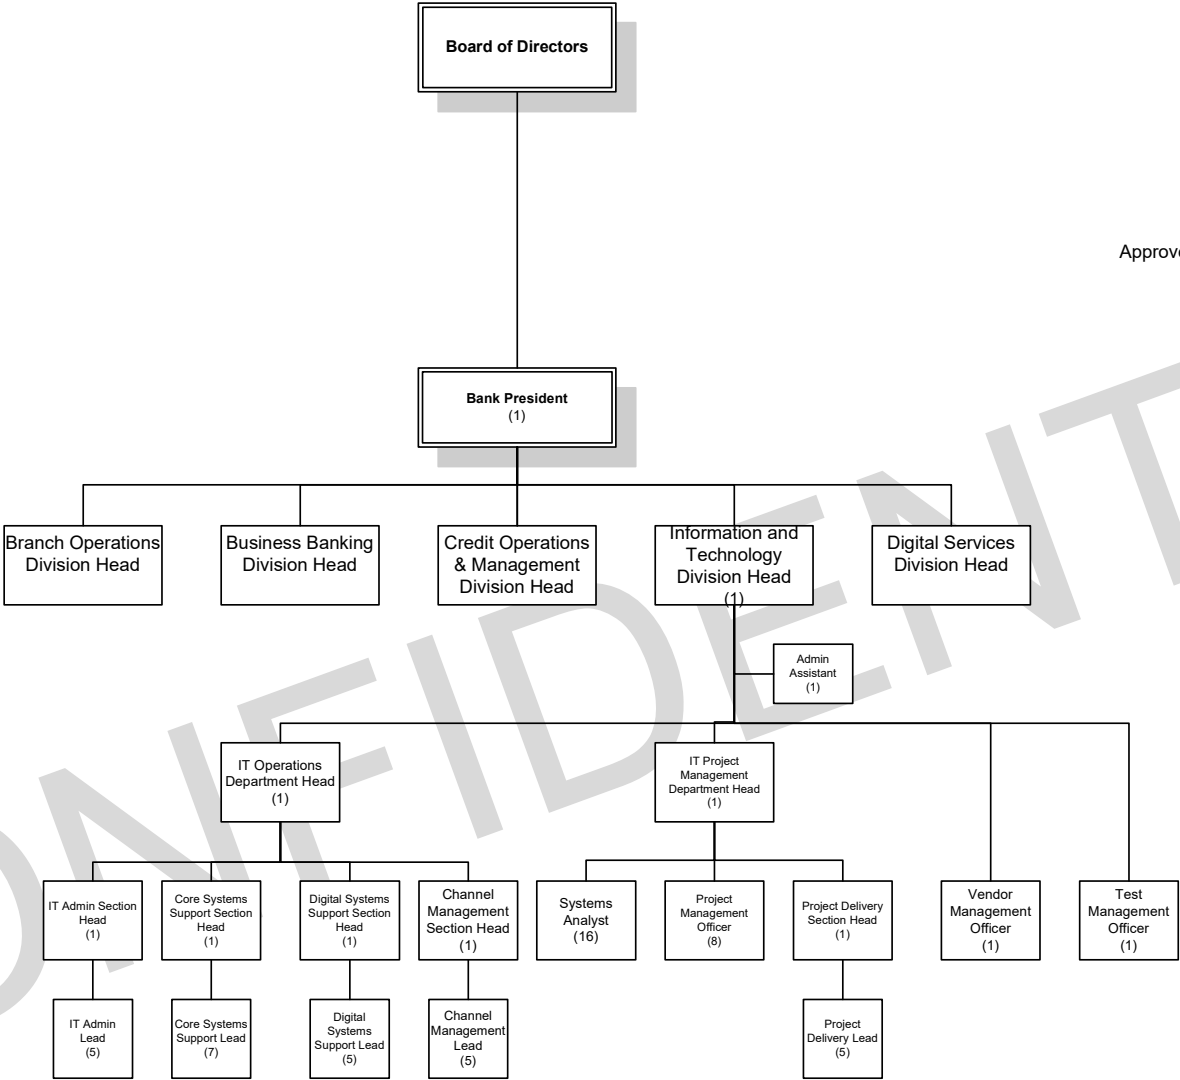 Board of Directors
Approve
Bank President
(1)
Branch Operations
Division Head
Business Banking
Division Head
Credit Operations
& Management
Division Head
Information and
Technology
Division Head
(1)
Digital Services
Division Head
Admin
Assistant
(1)
IT Operations
Department Head
(1)
IT Project
Management
Department Head
(1)
IT Admin Section
Head
(1)
Core Systems
Support Section
Head
(1)
Digital Systems
Support Section
Head
(1)
Channel
Management
Section Head
(1)
Systems
Analyst
(16)
Project
Management
Officer
(8)
Project Delivery
Section Head
(1)
Vendor
Management
Officer
(1)
Test
Management
Officer
(1)
IT Admin
Lead
(5)
Core Systems
Support Lead
(7)
Digital
Systems
Support Lead
(5)
Channel
Management
Lead
(5)
Project
Delivery Lead
(5)
ONFIDENT